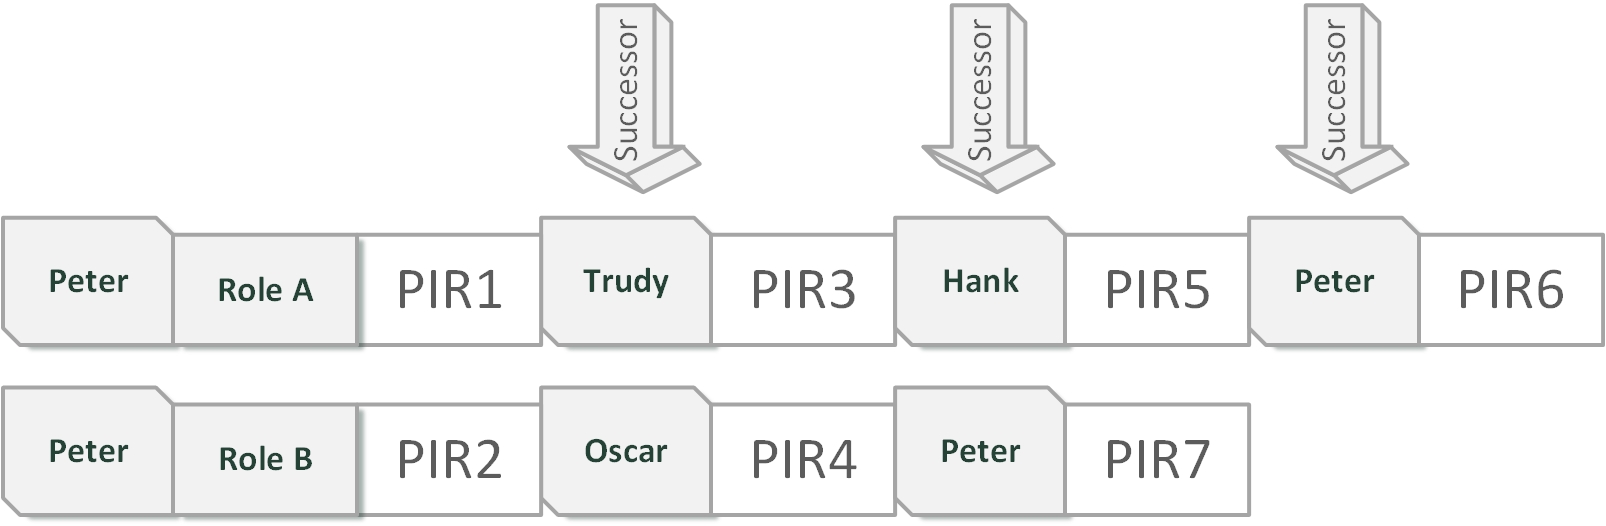 Successor
Successor
Successor
Peter Role A PIR1 Trudy PIR3 Hank PIR5 Peter PIR6
Peter Role B PIR2 Oscar PIR4 Peter PIR7